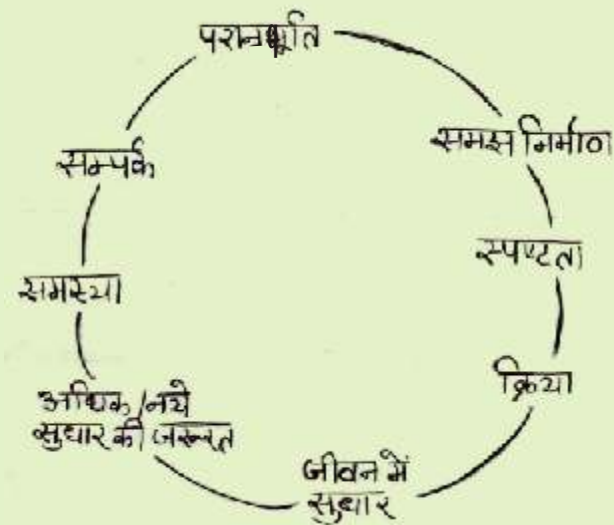 परानुभूति
समझ निर्माण
स्पष्टता
क्रिया
जीवन में
सुधार
अधिक/नये
सुधार की जरूरत
समस्या
सम्पर्क